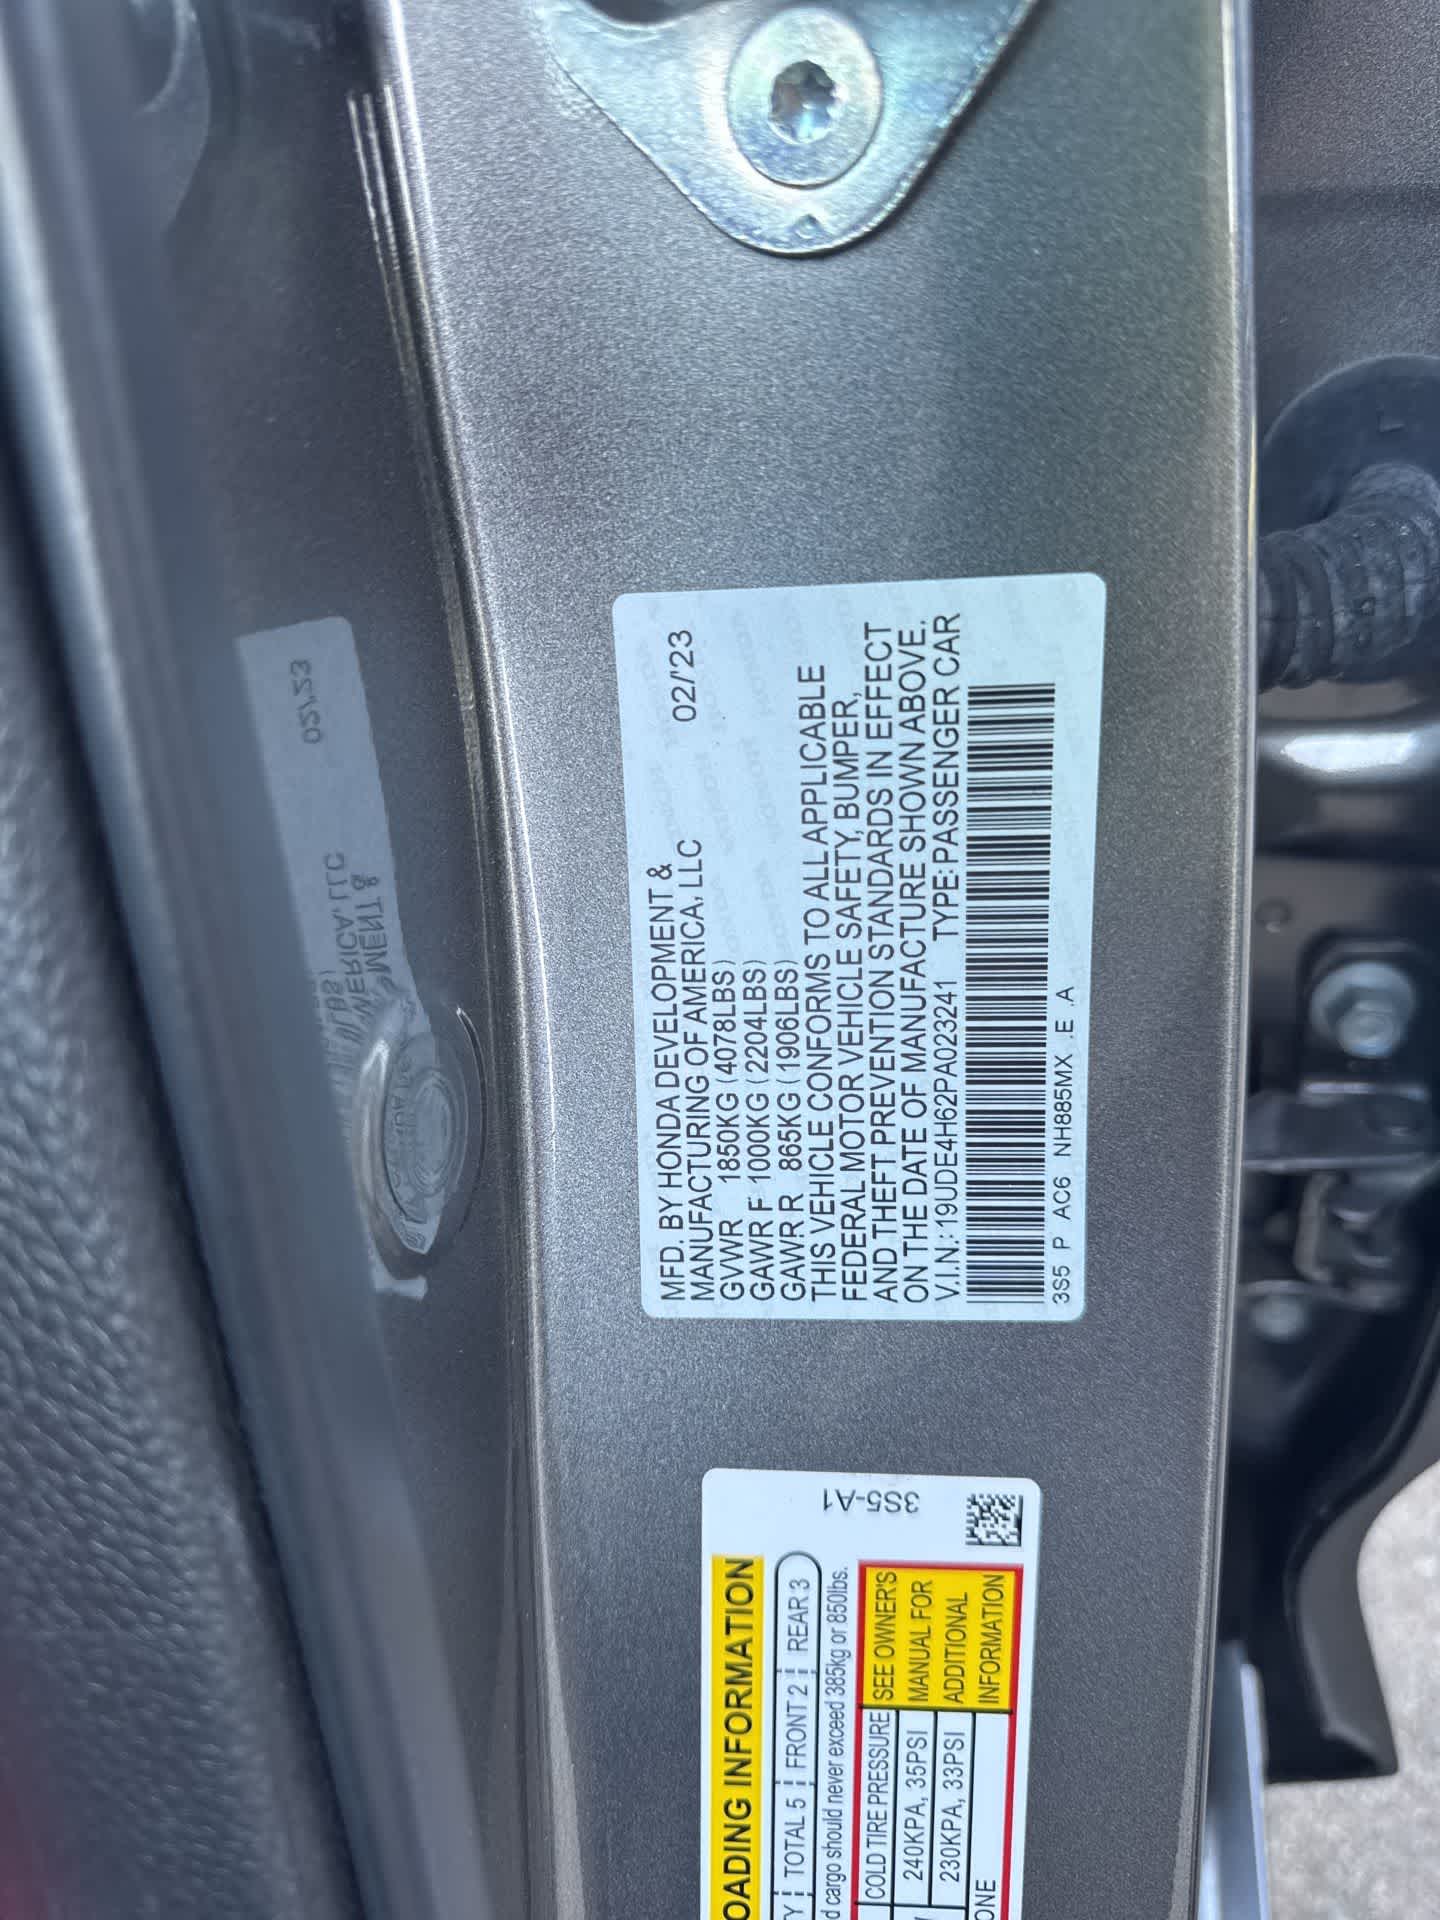 MFD. BY HONDA DEVELOPMENT &
MANUFACTURING OF AMERICA, LLC 02/'23
GVWR 1850KG (4078LBS)
GAWR F 1000KG (2204LBS)
GAWR R 865KG (1906LBS)
THIS VEHICLE CONFORMS TO ALL APPLICABLE
FEDERAL MOTOR VEHICLE SAFETY, BUMPER,
AND THEFT PREVENTION STANDARDS IN EFFECT
ON THE DATE OF MANUFACTURE SHOWN ABOVE.
V.I.N.: 19UDE4H62PA023241 TYPE: PASSENGER CAR
3S5 P AC6 NH885MX .E .A
3S5-A1
LOADING INFORMATION
TOTAL 5 FRONT 2 REAR 3
cargo should never exceed 385kg or 850lbs.
COLD TIRE PRESSURE
240KPA, 35PSI
230KPA, 33PSI
SEE OWNER'S
MANUAL FOR
ADDITIONAL
INFORMATION